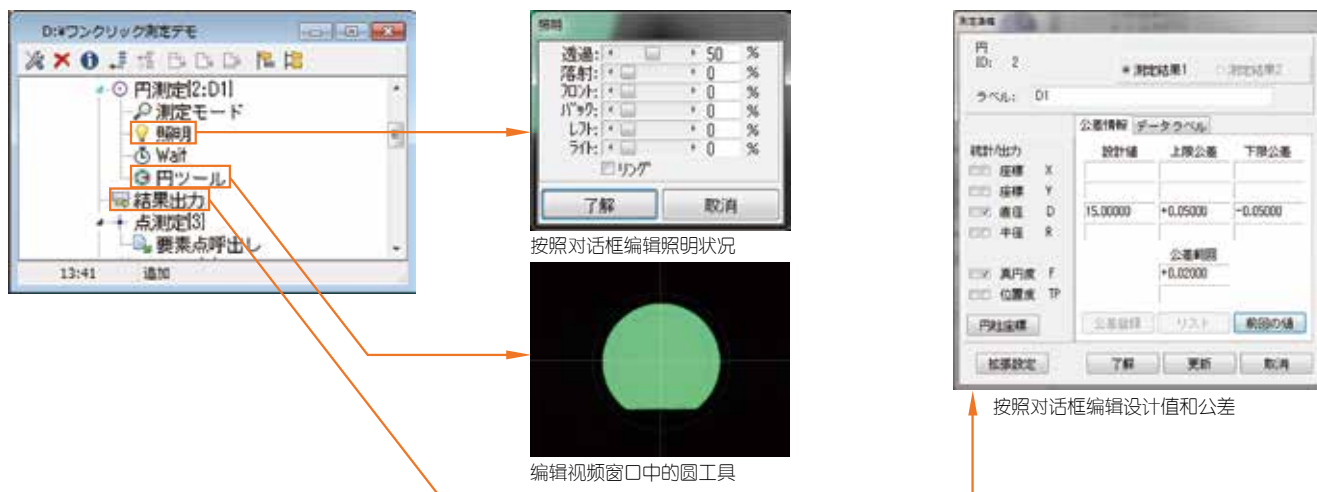 D:¥ワンクリック測定デモ
円測定[2:D1]
測定モード
照明
Wait
円ツール
結果出力
点測定[3]
要素点呼出し
13:41 追加
照明
透過: 50 %
落射: 0 %
フロント: 0 %
バック: 0 %
レフト: 0 %
ライト: 0 %
リング
了解 取消
按照对话框编辑照明状况
编辑视频窗口中的圆工具
円
ID: 2
測定結果1 測定結果2
ラベル: D1
公差情報 データラベル
統計/出力 設計値 上限公差 下限公差
座標 X
座標 Y
直径 D 15.00000 +0.05000 -0.05000
半径 R
公差範囲
真円度 F +0.02000
位置度 TP
円柱座標 公差登録 リスト 前回の値
拡張設定 了解 更新 取消
按照对话框编辑设计值和公差